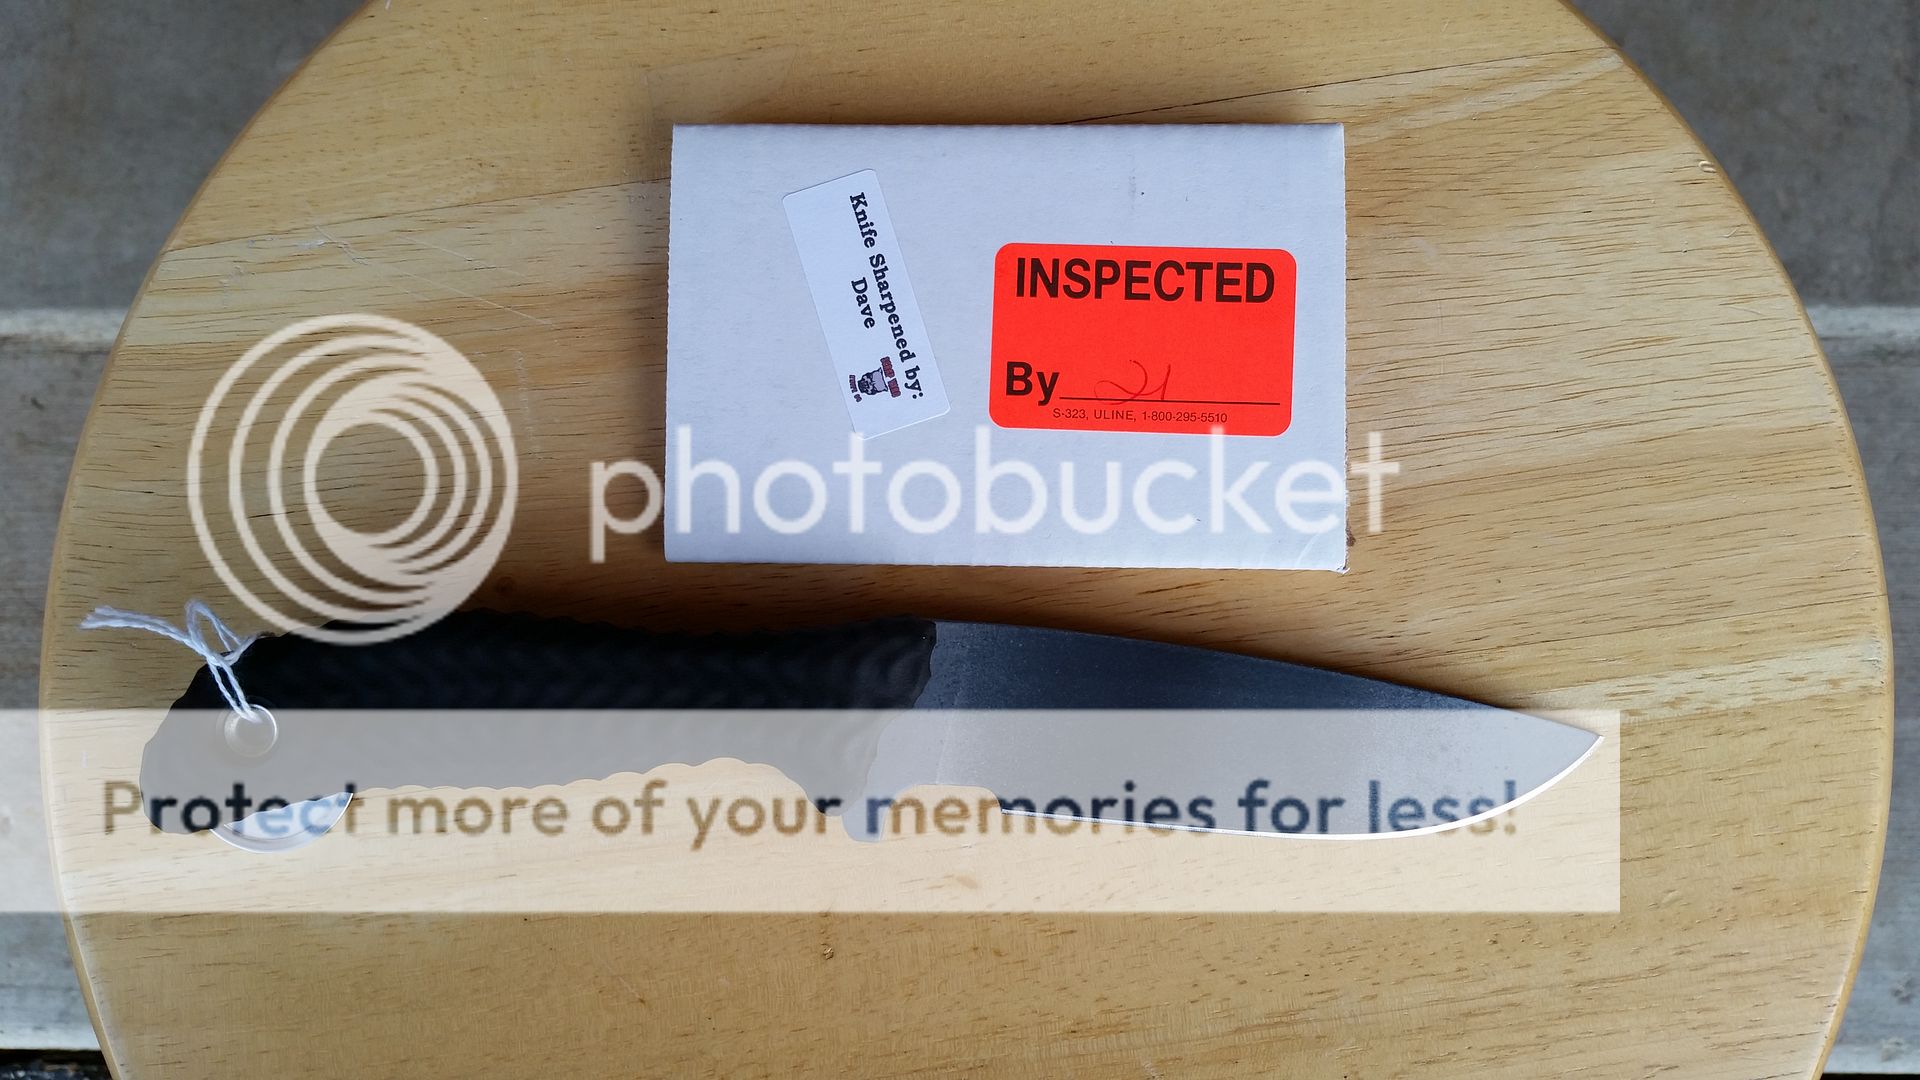 Knife Sharpened by:
Dave
INSPECTED
By 21
S-323, ULINE, 1-800-295-5510
photobucket
Protect more of your memories for less!